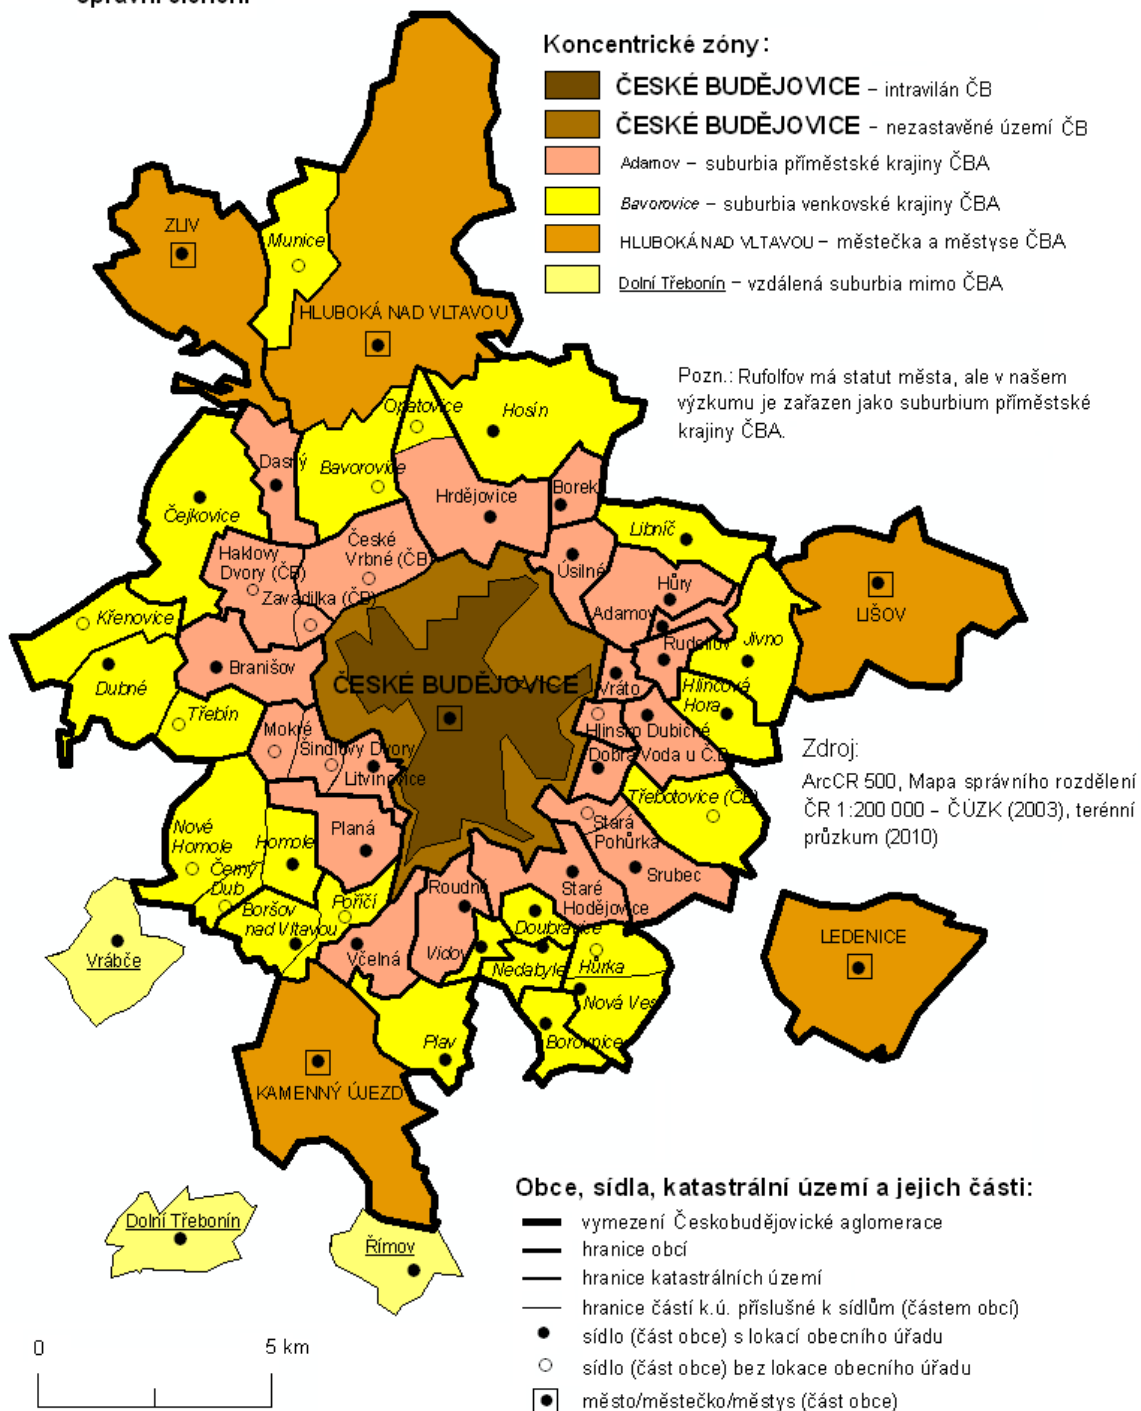 Koncentrické zóny:
ČESKÉ BUDĚJOVICE – intravilán ČB
ČESKÉ BUDĚJOVICE – nezastavěné území ČB
Adamov – suburbia příměstské krajiny ČBA
Bavorovice – suburbia venkovské krajiny ČBA
HLUBOKÁ NAD VLTAVOU – městečka a městyse ČBA
Dolní Třebonín – vzdálená suburbia mimo ČBA
Pozn.: Rufolfov má statut města, ale v našem
výzkumu je zařazen jako suburbium příměstské
krajiny ČBA.
ZLIV
Munice
HLUBOKÁ NAD VLTAVOU
Opatovice
Hosín
Dasný
Bavorovice
Hrdějovice
Borek
Čejkovice
Libníč
Haklovy
Dvory (ČB)
České
Vrbné (ČB)
Úsilné
Hůry
LIŠOV
Zavadilka (ČB)
Adamov
Křenovice
Rudolfov
Jivno
Branišov
Dubné
ČESKÉ BUDĚJOVICE
Vráto
Hlincová
Hora
Třebín
Mokré
Šindlovy Dvory
Litvínovice
Hlinsko
Dubičné
Dobrá Voda u Č.B.
Třebotovice (ČB)
Zdroj:
ArcCR 500, Mapa správního rozdělení
ČR 1:200 000 – ČÚZK (2003), terénní
průzkum (2010)
Nové
Homole
Homole
Planá
Stará
Pohůrka
Černý
Dub
Srubec
Roudné
Staré
Hodějovice
Boršov
nad Vltavou
Poříčí
Doubravice
LEDENICE
Vrábče
Včelná
Vidov
Nedabyle
Hůrka
Nová Ves
Plav
Borovnice
KAMENNÝ ÚJEZD
Dolní Třebonín
Římov
Obce, sídla, katastrální území a jejich části:
vymezení Českobudějovické aglomerace
hranice obcí
hranice katastrálních území
hranice částí k.ú. příslušné k sídlům (částem obcí)
sídlo (část obce) s lokací obecního úřadu
sídlo (část obce) bez lokace obecního úřadu
město/městečko/městys (část obce)
0 5 km